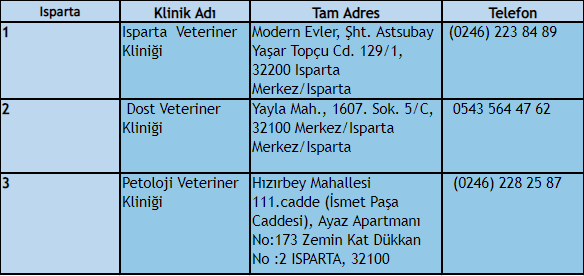 Isparta Klinik Adı Tam Adres Telefon
1 Isparta Veteriner Kliniği
Modern Evler, Şht. Astsubay
Yaşar Topçu Cd. 129/1,
32200 Isparta
Merkez/Isparta
(0246) 223 84 89
2 Dost Veteriner Kliniği
Yayla Mah., 1607. Sok. 5/C,
32100 Merkez/Isparta
Merkez/Isparta
0543 564 47 62
3 Petoloji Veteriner Kliniği
Hızırbey Mahallesi
111.cadde (İsmet Paşa
Caddesi), Ayaz Apartmanı
No:173 Zemin Kat Dükkan
No :2 ISPARTA, 32100
(0246) 228 25 87